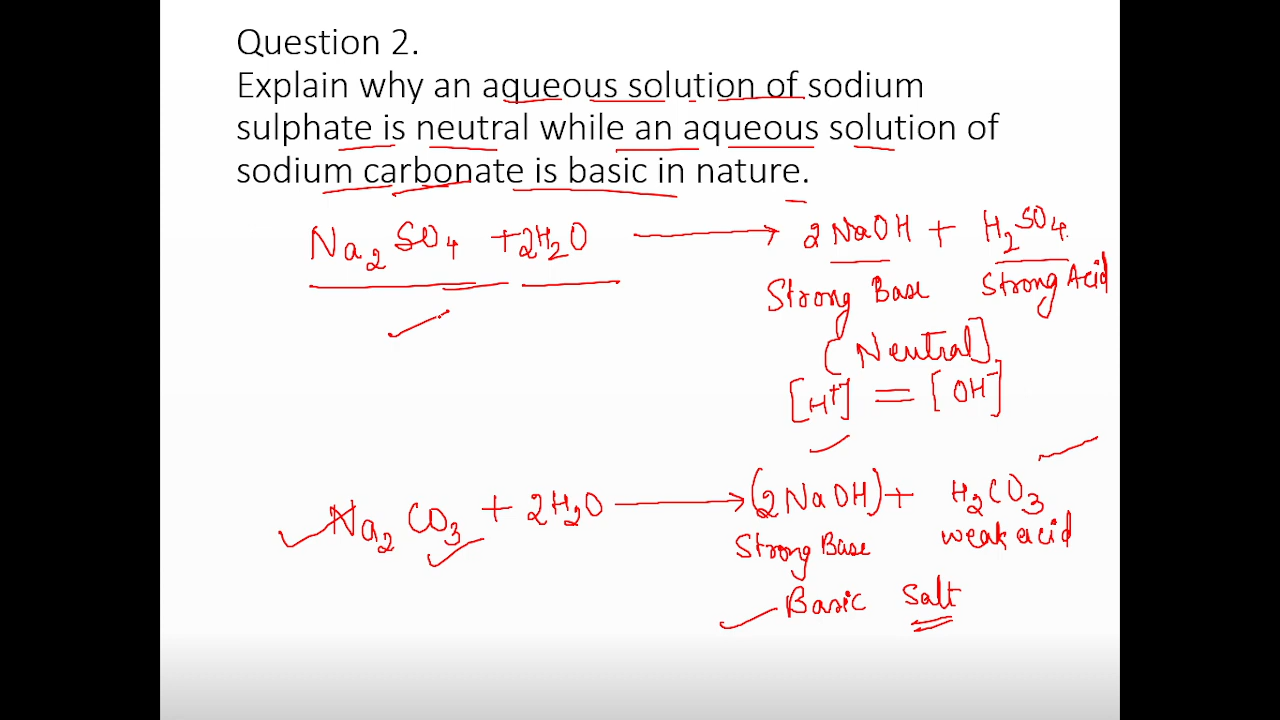 Question 2.
Explain why an aqueous solution of sodium
sulphate is neutral while an aqueous solution of
sodium carbonate is basic in nature.
Na₂SO₄ + 2H₂O ⟶ 2NaOH + H₂SO₄
Strong Base Strong Acid
(Neutral].
[H⁺] = [OH⁻]
Na₂CO₃ + 2H₂O ⟶ (2NaOH) + H₂CO₃
Strong Base weak acid
Basic Salt